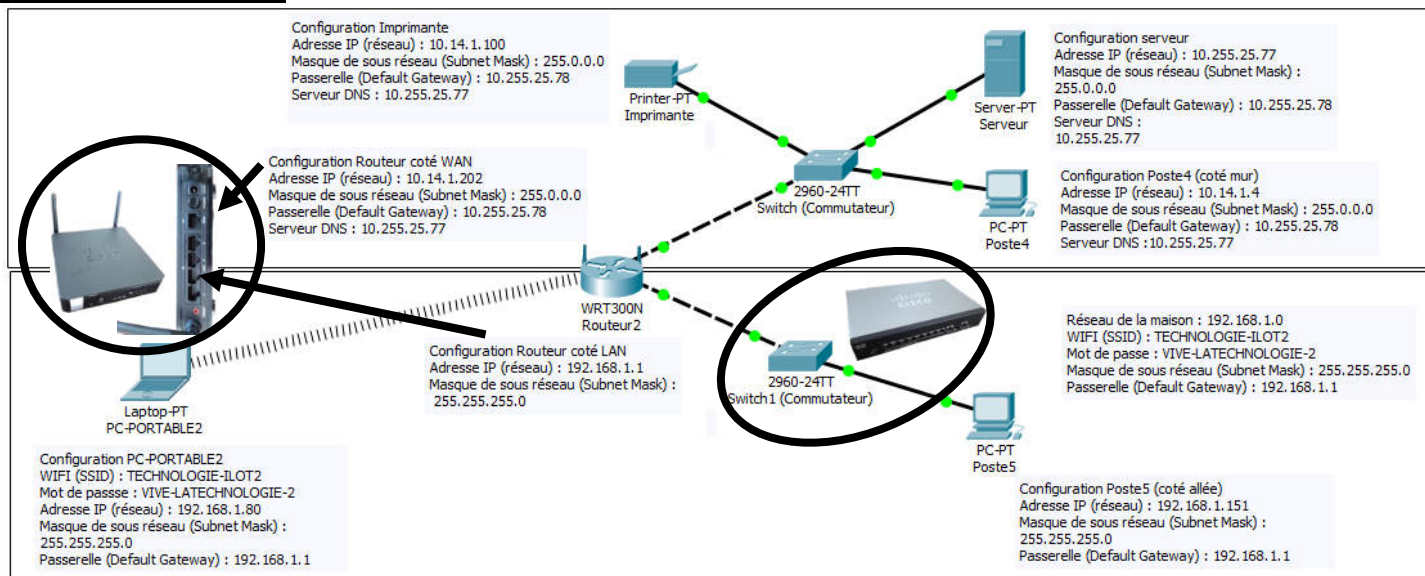 Configuration Imprimante
Adresse IP (réseau) : 10.14.1.100
Masque de sous réseau (Subnet Mask) : 255.0.0.0
Passerelle (Default Gateway) : 10.255.25.78
Serveur DNS : 10.255.25.77
Printer-PT
Imprimante
Server-PT
Serveur
Configuration serveur
Adresse IP (réseau) : 10.255.25.77
Masque de sous réseau (Subnet Mask) :
255.0.0.0
Passerelle (Default Gateway) : 10.255.25.78
Serveur DNS :
10.255.25.77
Configuration Routeur coté WAN
Adresse IP (réseau) : 10.14.1.202
Masque de sous réseau (Subnet Mask) : 255.0.0.0
Passerelle (Default Gateway) : 10.255.25.78
Serveur DNS : 10.255.25.77
2960-24TT
Switch (Commutateur)
PC-PT
Poste4
Configuration Poste4 (coté mur)
Adresse IP (réseau) : 10.14.1.4
Masque de sous réseau (Subnet Mask) : 255.0.0.0
Passerelle (Default Gateway) : 10.255.25.78
Serveur DNS :10.255.25.77
WRT300N
Routeur2
Configuration Routeur coté LAN
Adresse IP (réseau) : 192.168.1.1
Masque de sous réseau (Subnet Mask) :
255.255.255.0
cisco
2960-24TT
Switch1 (Commutateur)
Réseau de la maison : 192.168.1.0
WIFI (SSID) : TECHNOLOGIE-ILOT2
Mot de passe : VIVE-LATECHNOLOGIE-2
Masque de sous réseau (Subnet Mask) : 255.255.255.0
Passerelle (Default Gateway) : 192.168.1.1
Laptop-PT
PC-PORTABLE2
PC-PT
Poste5
Configuration PC-PORTABLE2
WIFI (SSID) : TECHNOLOGIE-ILOT2
Mot de passse : VIVE-LATECHNOLOGIE-2
Adresse IP (réseau) : 192.168.1.80
Masque de sous réseau (Subnet Mask) :
255.255.255.0
Passerelle (Default Gateway) : 192.168.1.1
Configuration Poste5 (coté allée)
Adresse IP (réseau) : 192.168.1.151
Masque de sous réseau (Subnet Mask) :
255.255.255.0
Passerelle (Default Gateway) : 192.168.1.1